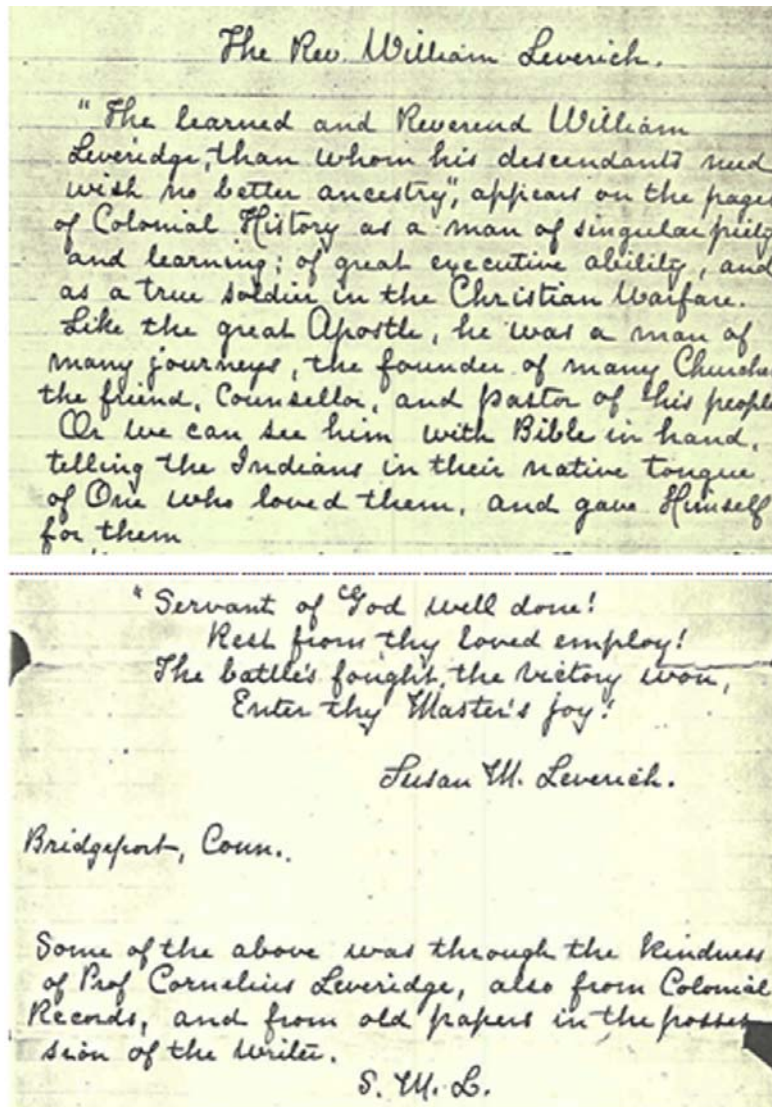 The Rev. William Leverich.
"The learned and Reverend William
Leveridge, than whom his descendants need
wish no better ancestry", appears on the pages
of Colonial History as a man of singular piety
and learning; of great executive ability, and
as a true soldier in the Christian Warfare.
Like the great Apostle, he was a man of
many journeys, the founder of many Churches
the friend, Counsellor, and pastor of his people
Or we can see him with Bible in hand,
telling the Indians in their native tongue
of One who loved them, and gave Himself
for them
"Servant of God well done!
Rest from thy loved employ!
The battle's fought, the victory won,
Enter thy Master's joy!
Susan M. Leverich.
Bridgeport, Conn.
Some of the above was through the kindness
of Prof Cornelius Leveridge, also from Colonial
Records, and from old papers in the posses-
sion of the writer.
S. M. L.